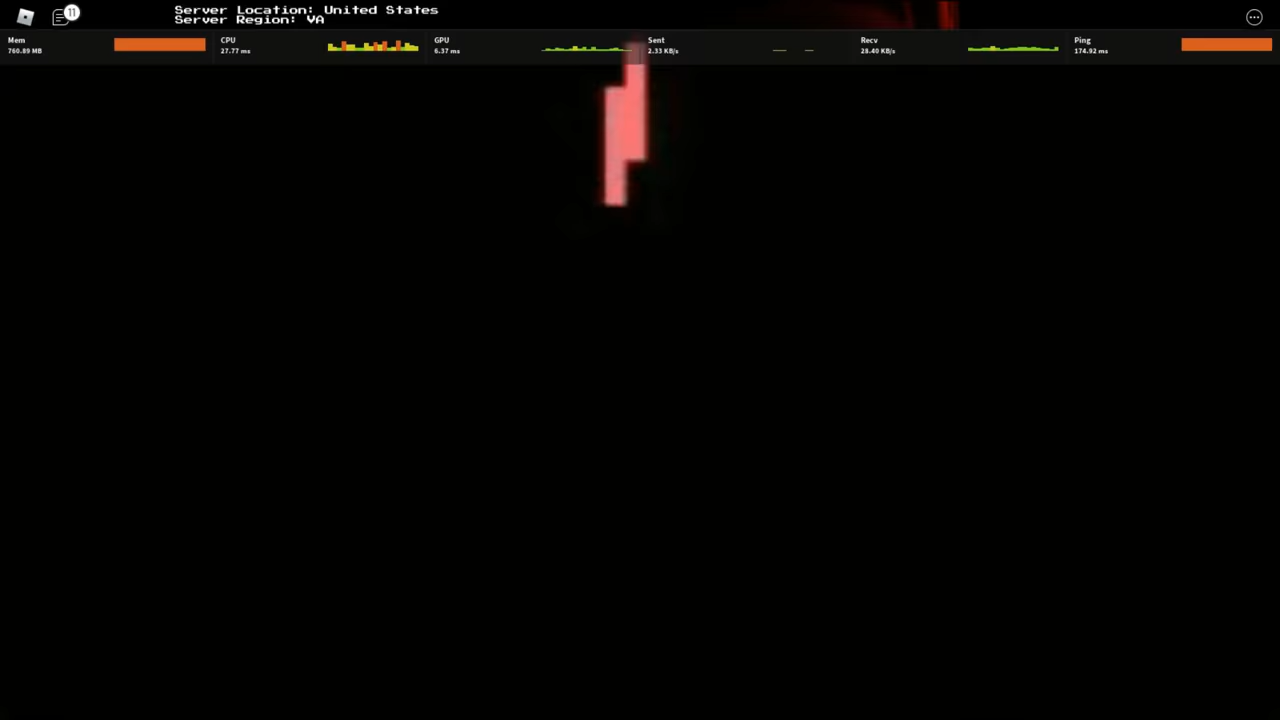 11
Server Location: United States
Server Region: VA
Mem
760.89 MB
CPU
27.77 ms
GPU
6.37 ms
Sent
2.33 KB/s
Recv
28.40 KB/s
Ping
174.92 ms